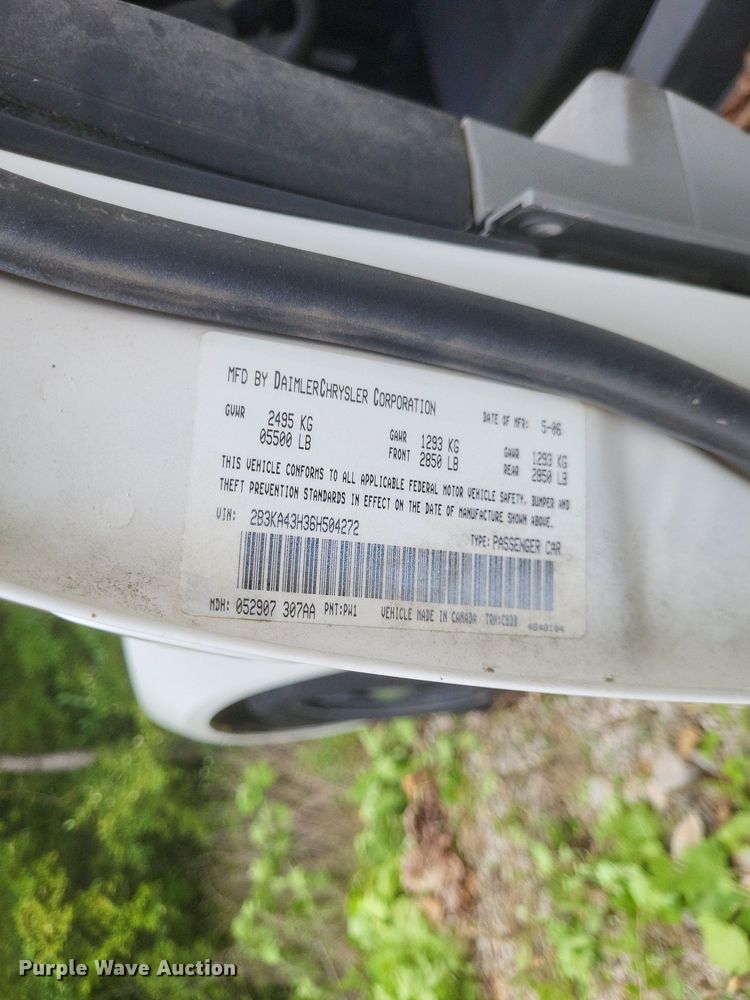 MFD BY DAIMLERCHRYSLER CORPORATION DATE OF MFR: 5-06
GVWR 2495 KG GAWR 1293 KG GAWR 1293 KG
05500 LB FRONT 2850 LB REAR 2850 LB
THIS VEHICLE CONFORMS TO ALL APPLICABLE FEDERAL MOTOR VEHICLE SAFETY, BUMPER AND
THEFT PREVENTION STANDARDS IN EFFECT ON THE DATE OF MANUFACTURE SHOWN ABOVE.
VIN: 2B3KA43H36H504272 TYPE: PASSENGER CAR
MDH: 052907 307AA PNT:PW1 VEHICLE MADE IN CANADA
Purple Wave Auction